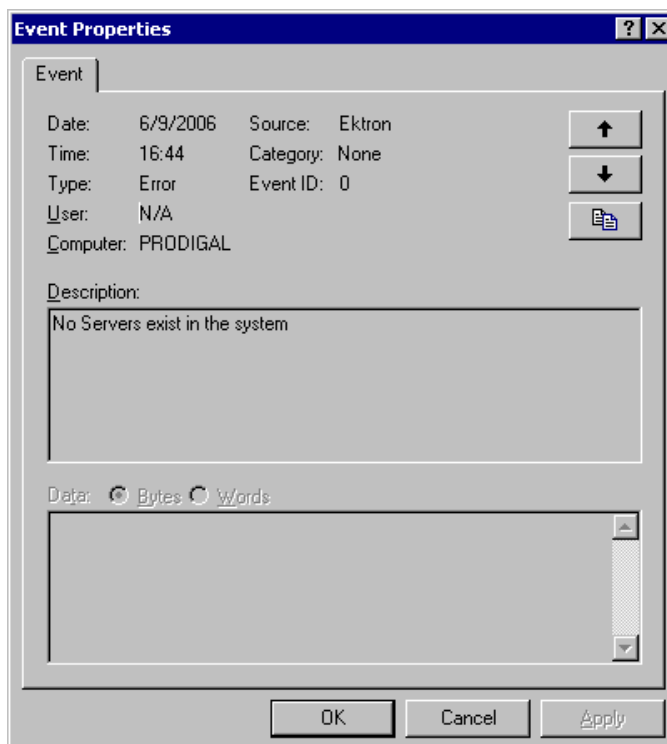 Event Properties
Event
Date: 6/9/2006 Source: Ektron
Time: 16:44 Category: None
Type: Error Event ID: 0
User: N/A
Computer: PRODIGAL
Description:
No Servers exist in the system
Data: Bytes Words
OK Cancel Apply